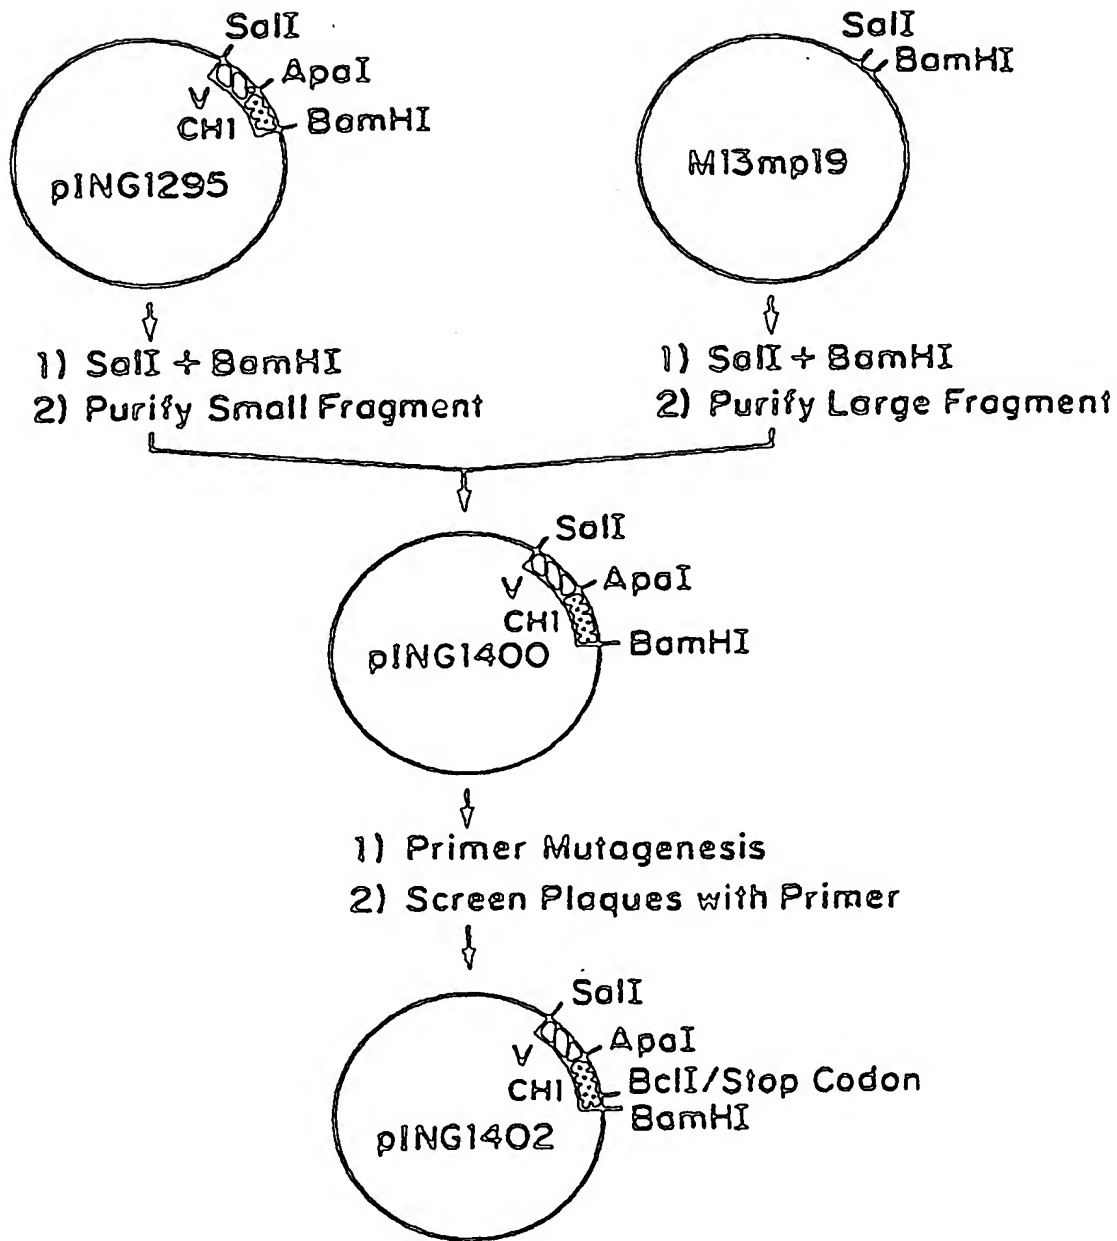 SalI
ApaI
BamHI
V
CH1
pING1295
SalI
BamHI
M13mp19
1) SalI + BamHI
2) Purify Small Fragment
1) SalI + BamHI
2) Purify Large Fragment
SalI
ApaI
V
CH1
BamHI
pING1400
1) Primer Mutagenesis
2) Screen Plaques with Primer
SalI
ApaI
V
CH1
BclI/Stop Codon
BamHI
pING1402